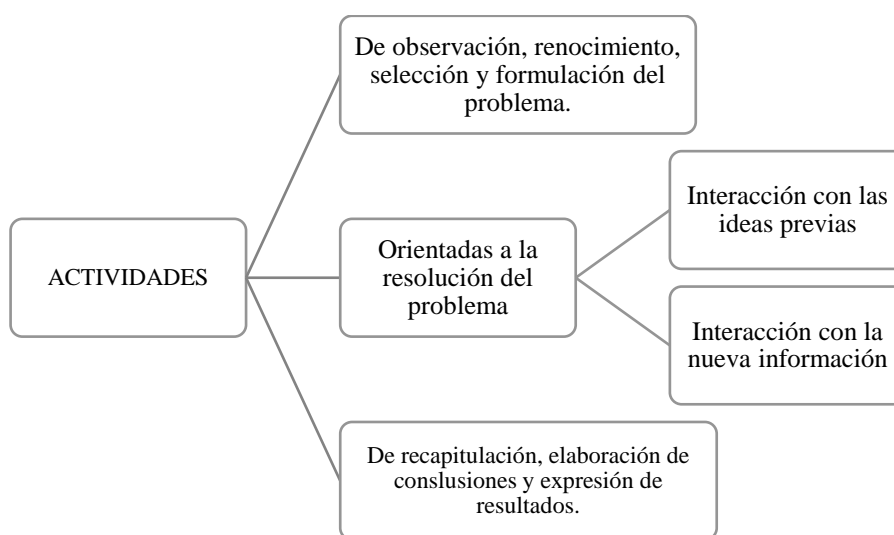 De observación, renocimiento,
selección y formulación del
problema.
Interacción con las
ideas previas
ACTIVIDADES
Orientadas a la
resolución del
problema
Interacción con la
nueva información
De recapitulación, elaboración de
conslusiones y expresión de
resultados.